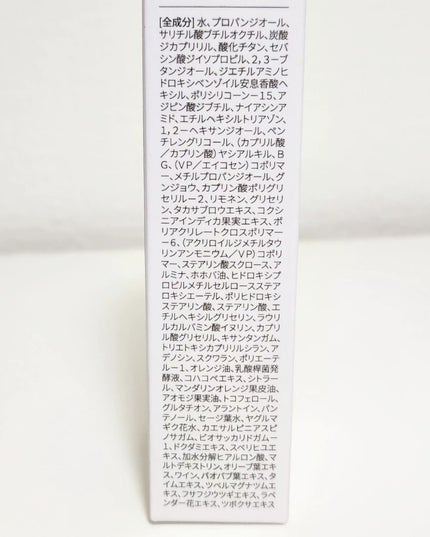 [全成分] 水、プロパンジオール、
サリチル酸ブチルオクチル、炭酸
ジカプリリル、酸化チタン、セバ
シン酸ジイソプロピル、2，3−ブ
タンジオール、ジエチルアミノヒ
ドロキシベンゾイル安息香酸ヘ
キシル、ポリシリコーン−15、ア
ジピン酸ジブチル、ナイアシンア
ミド、エチルヘキシルトリアゾン、
1，2−ヘキサンジオール、ペン
チレングリコール、（カプリル酸
／カプリン酸）ヤシアルキル、B
G、（VP／エイコセン）コポリマ
ー、メチルプロパンジオール、グ
ンジョウ、カプリン酸ポリグリ
セリル−2、リモネン、グリセリ
ン、タカサブロウエキス、コクシ
ニアインディカ果実エキス、ポ
リアクリレートクロスポリマー
−6、（アクリロイルジメチルタウ
リンアンモニウム／VP）コポリ
マー、ステアリン酸スクロース、ア
ルミナ、ホホバ油、ヒドロキシプ
ロピルメチルセルロースステア
ロキシエーテル、ポリヒドロキシ
ステアリン酸、ステアリン酸、エ
チルヘキシルグリセリン、ラウリ
ルカルバミン酸イヌリン、カプリ
ル酸グリセリル、キサンタンガム、
トリエトキシカプリリルシラン、ア
デノシン、スクワラン、ポリエーテ
ル−1、オレンジ油、乳酸桿菌発
酵液、コハコベエキス、シトラー
ル、マンダリンオレンジ果皮油、
アオモジ果実油、トコフェロール、
グルタチオン、アラントイン、パン
テノール、セージ葉水、ヤグルマ
ギク花水、カエサルピニアスピ
ノサガム、ビオサッカリドガム−
1、ドクダミエキス、スベリヒユエ
キス、加水分解ヒアルロン酸、マ
ルトデキストリン、オリーブ葉エキ
ス、ワイン、バオバブ葉エキス、タ
イムエキス、ツベルマグナツムエ
キス、フサフジウツギエキス、ラベ
ンダー花エキス、ツボクサエキス